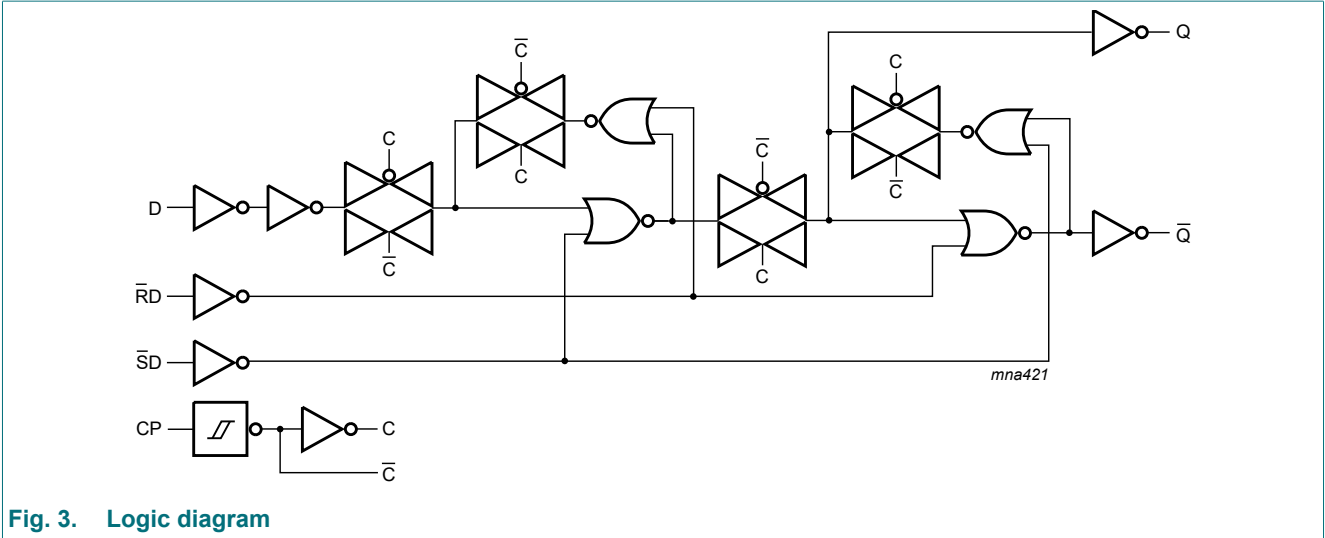 Q
C̅
C
C
C̅
D
C
C
C̅
C̅
C̅
C
Q̅
R̅D
S̅D
mna421
CP
C
C̅
Fig. 3. Logic diagram